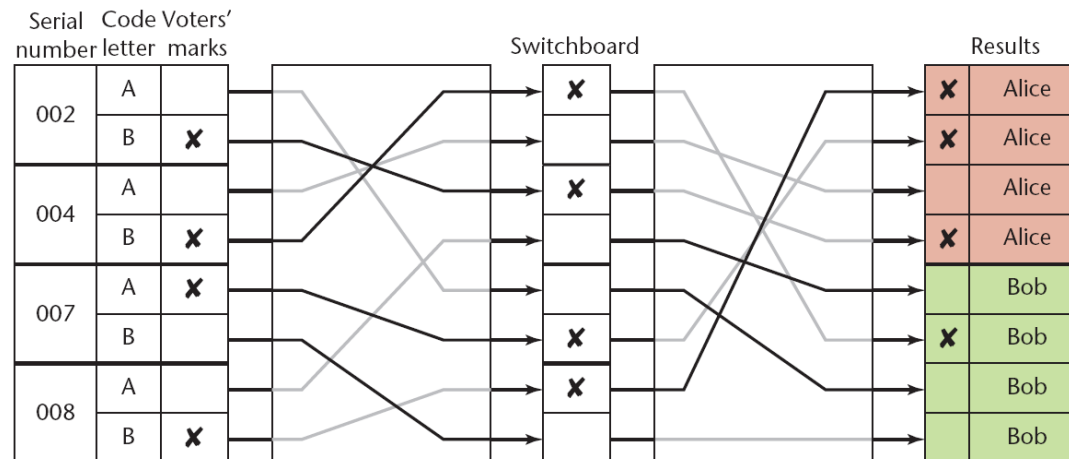 Serial Code Voters'
number letter marks
Switchboard
Results
002
A
B ✘
004
A
B ✘
007
A ✘
B
008
A
B ✘
✘
✘
✘
✘
✘ Alice
✘ Alice
Alice
✘ Alice
Bob
✘ Bob
Bob
Bob